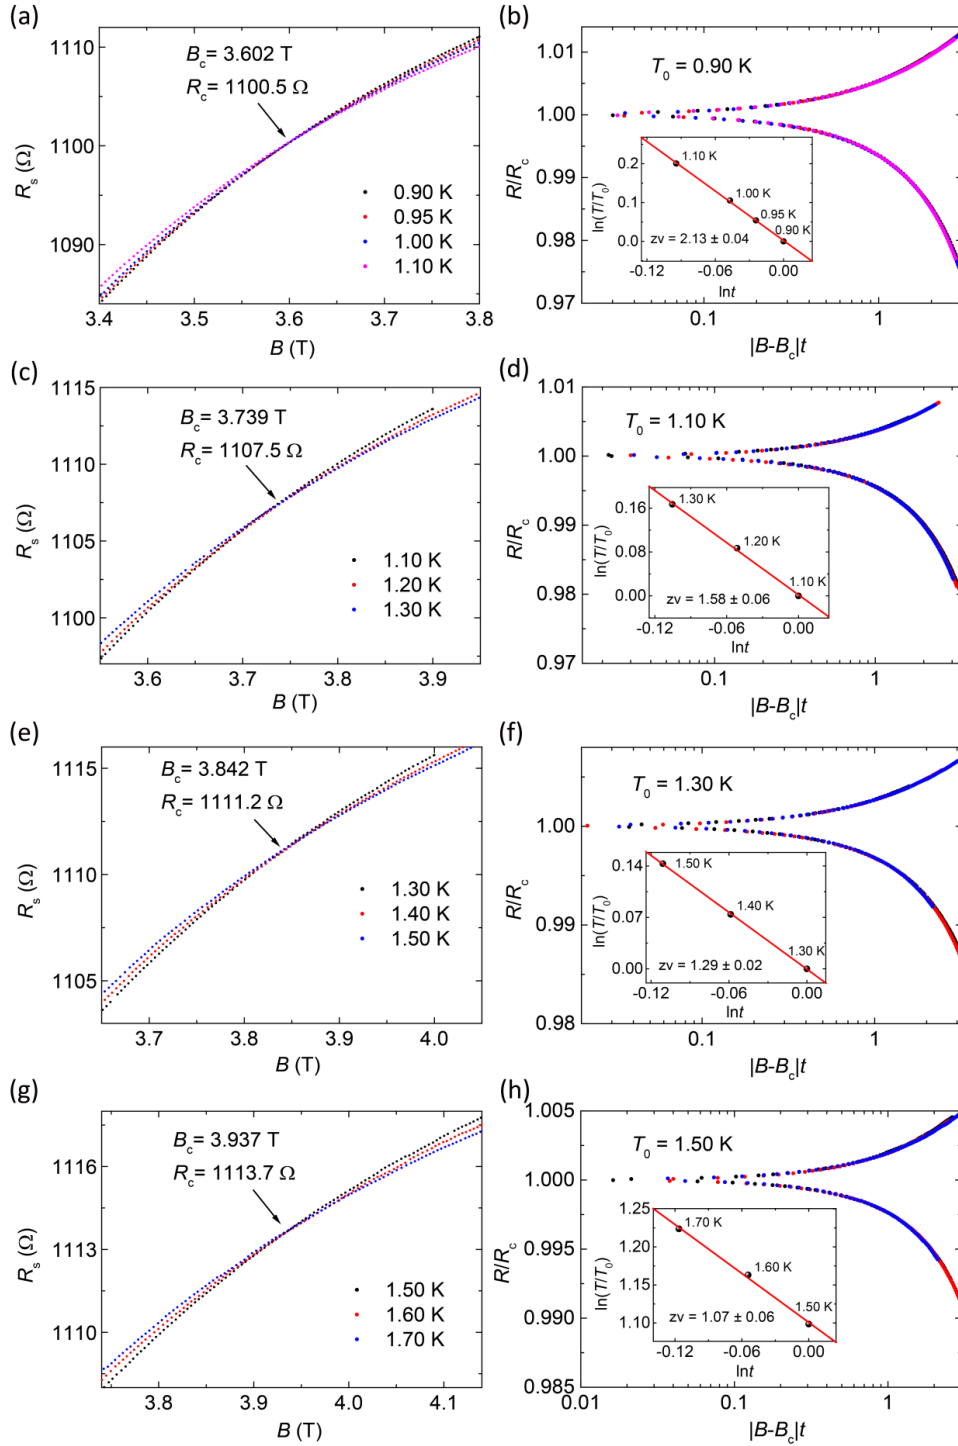 (a)
1110
1100
1090
R_s (Ω)
B_c= 3.602 T
R_c= 1100.5 Ω
0.90 K
0.95 K
1.00 K
1.10 K
3.4 3.5 3.6 3.7 3.8
B (T)
(b)
1.01
1.00
0.99
0.98
0.97
R/R_c
T_0 = 0.90 K
0.2
0.1
0.0
ln(T/T_0)
1.10 K
1.00 K
0.95 K
0.90 K
zv = 2.13 ± 0.04
-0.12 -0.06 0.00
lnt
0.1 1
|B-B_c|t
(c)
1115
1110
1105
1100
R_s (Ω)
B_c= 3.739 T
R_c= 1107.5 Ω
1.10 K
1.20 K
1.30 K
3.6 3.7 3.8 3.9
B (T)
(d)
1.01
1.00
0.99
0.98
0.97
R/R_c
T_0 = 1.10 K
0.16
0.08
0.00
ln(T/T_0)
1.30 K
1.20 K
1.10 K
zv = 1.58 ± 0.06
-0.12 -0.06 0.00
lnt
0.1 1
|B-B_c|t
(e)
1115
1110
1105
R_s (Ω)
B_c= 3.842 T
R_c= 1111.2 Ω
1.30 K
1.40 K
1.50 K
3.7 3.8 3.9 4.0
B (T)
(f)
1.00
0.99
0.98
R/R_c
T_0 = 1.30 K
0.14
0.07
0.00
ln(T/T_0)
1.50 K
1.40 K
1.30 K
zv = 1.29 ± 0.02
-0.12 -0.06 0.00
lnt
0.1 1
|B-B_c|t
(g)
1116
1113
1110
R_s (Ω)
B_c= 3.937 T
R_c= 1113.7 Ω
1.50 K
1.60 K
1.70 K
3.8 3.9 4.0 4.1
B (T)
(h)
1.005
1.000
0.995
0.990
0.985
R/R_c
T_0 = 1.50 K
1.25
1.20
1.15
1.10
ln(T/T_0)
1.70 K
1.60 K
1.50 K
zv = 1.07 ± 0.06
-0.12 -0.06 0.00
lnt
0.01 0.1 1
|B-B_c|t